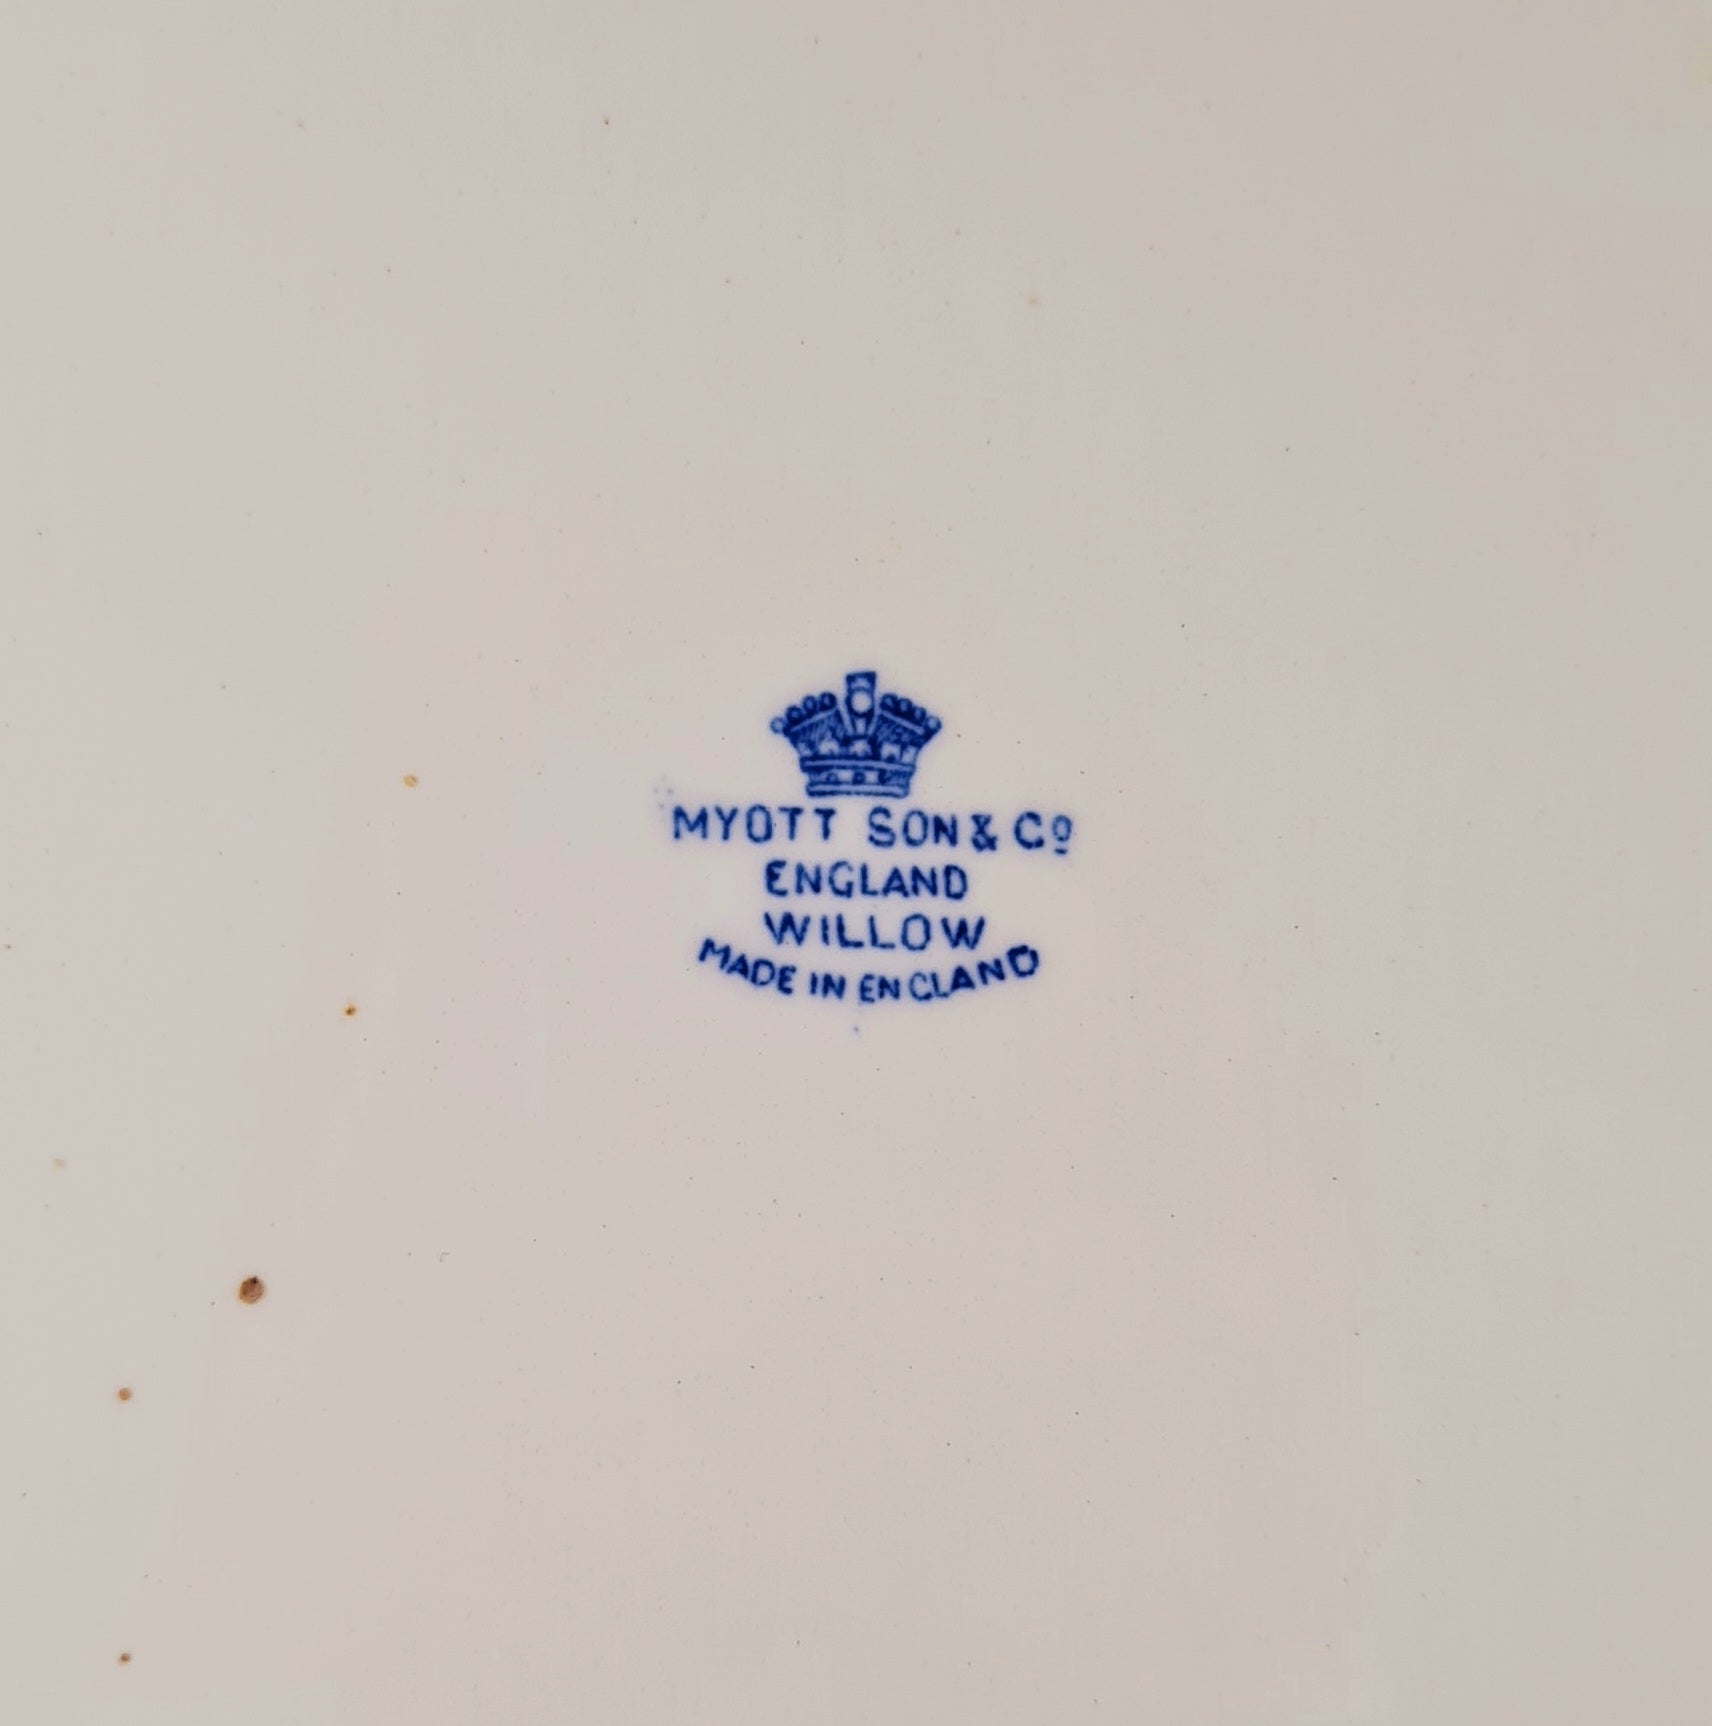 MYOTT SON & Cº
ENGLAND
WILLOW
MADE IN ENGLAND